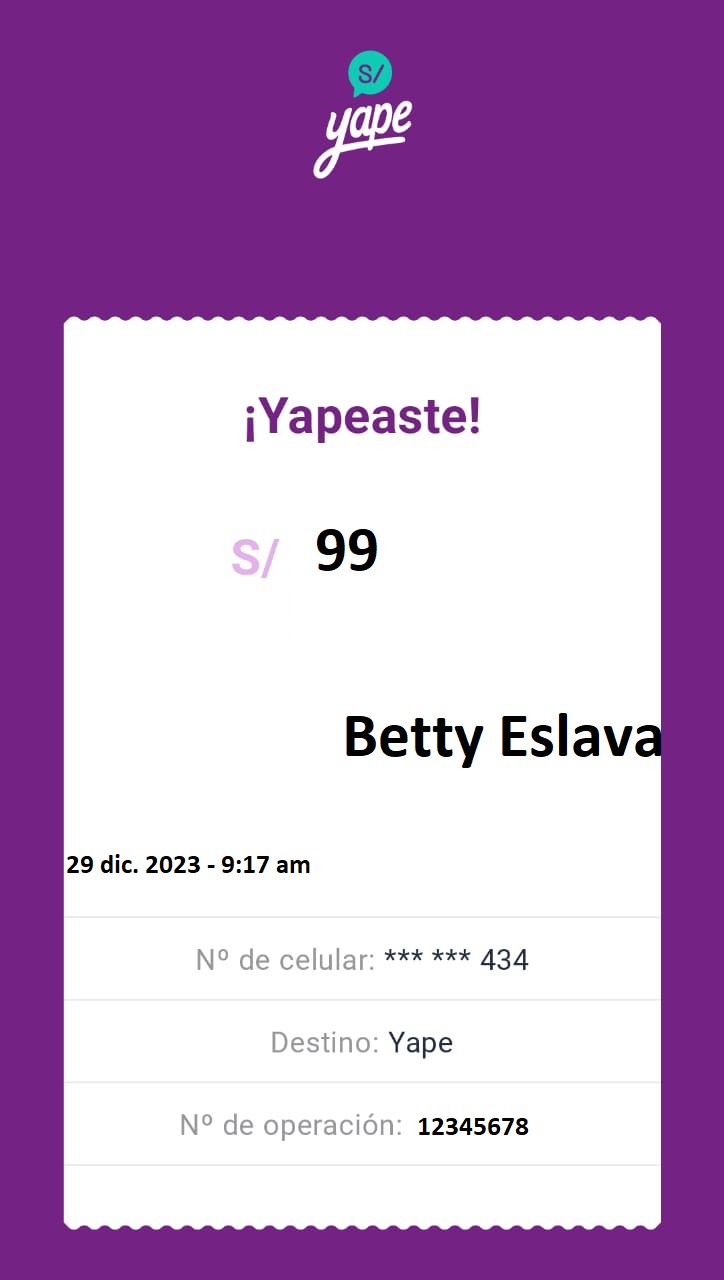 S/
yape
¡Yapeaste!
S/ 99
Betty Eslava
29 dic. 2023 - 9:17 am
Nº de celular: *** *** 434
Destino: Yape
Nº de operación: 12345678